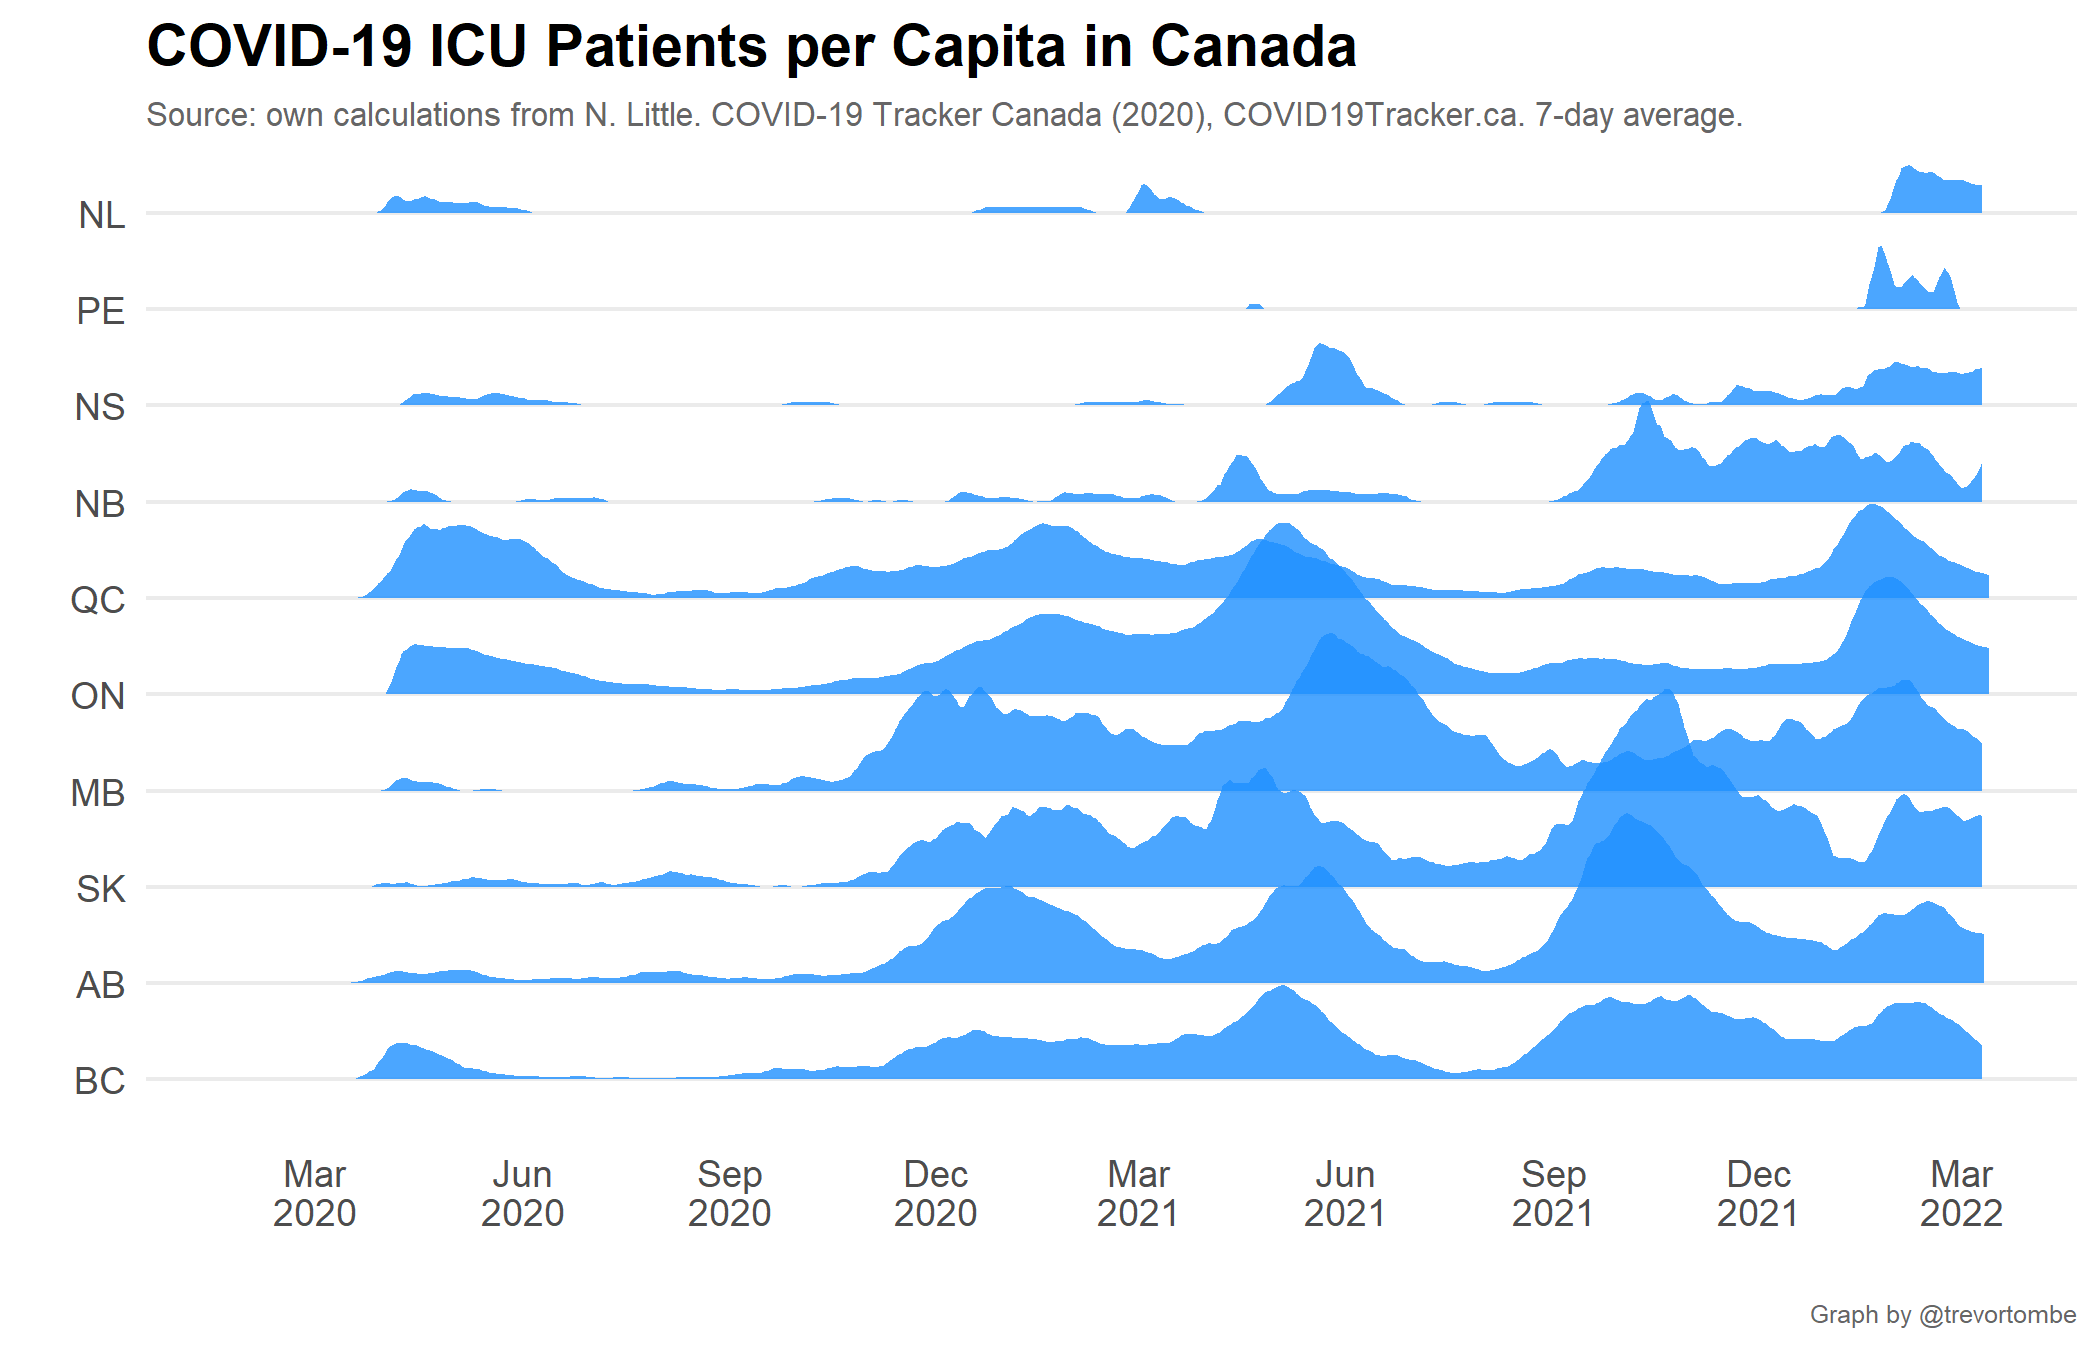 COVID-19 ICU Patients per Capita in Canada
Source: own calculations from N. Little. COVID-19 Tracker Canada (2020), COVID19Tracker.ca. 7-day average.
NL
PE
NS
NB
QC
ON
MB
SK
AB
BC
Mar Jun Sep Dec Mar Jun Sep Dec Mar
2020 2020 2020 2020 2021 2021 2021 2021 2022
Graph by @trevortombe